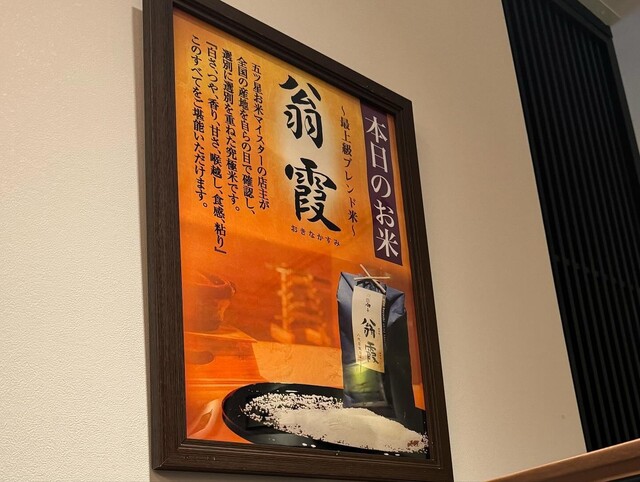 本日のお米
～最上級ブレンド米～
翁霞
おきなかすみ
五ツ星お米マイスターの店主が
全国の産地を自らの目で確認し、
選別に選別を重ねた究極米です。
「白さ、つや、香り、甘さ、喉越し、食感、粘り」
このすべてをご堪能いただけます。
翁霞